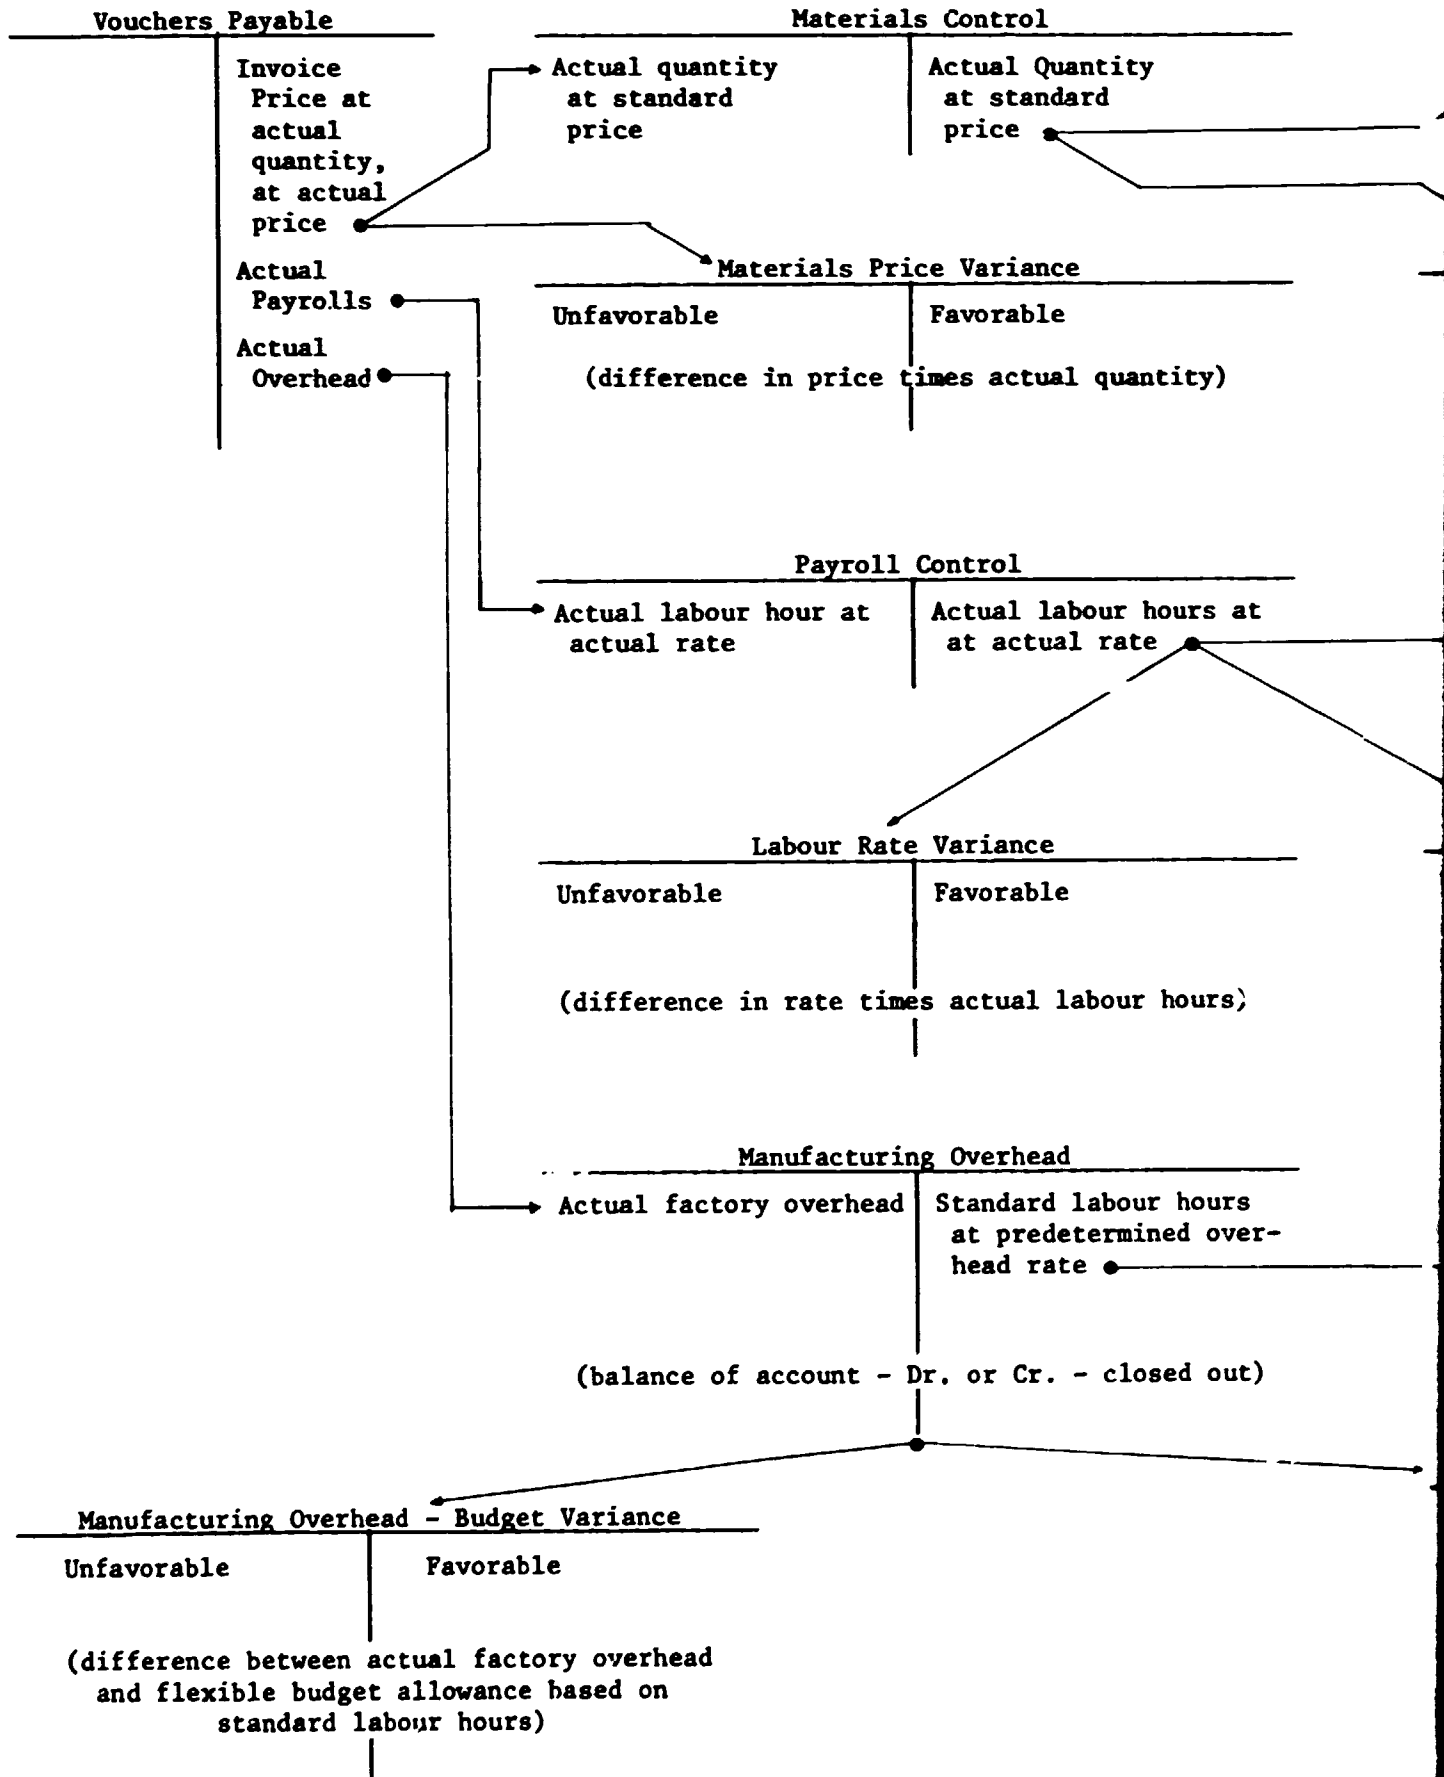 Vouchers Payable
Invoice
Price at
actual
quantity,
at actual
price
Actual
Payrolls
Actual
Overhead
Materials Control
Actual quantity
at standard
price
Actual Quantity
at standard
price
Materials Price Variance
Unfavorable
Favorable
(difference in price times actual quantity)
Payroll Control
Actual labour hour at
actual rate
Actual labour hours at
at actual rate
Labour Rate Variance
Unfavorable
Favorable
(difference in rate times actual labour hours)
Manufacturing Overhead
Actual factory overhead
Standard labour hours
at predetermined over-
head rate
(balance of account - Dr. or Cr. - closed out)
Manufacturing Overhead - Budget Variance
Unfavorable
Favorable
(difference between actual factory overhead
and flexible budget allowance based on
standard labour hours)